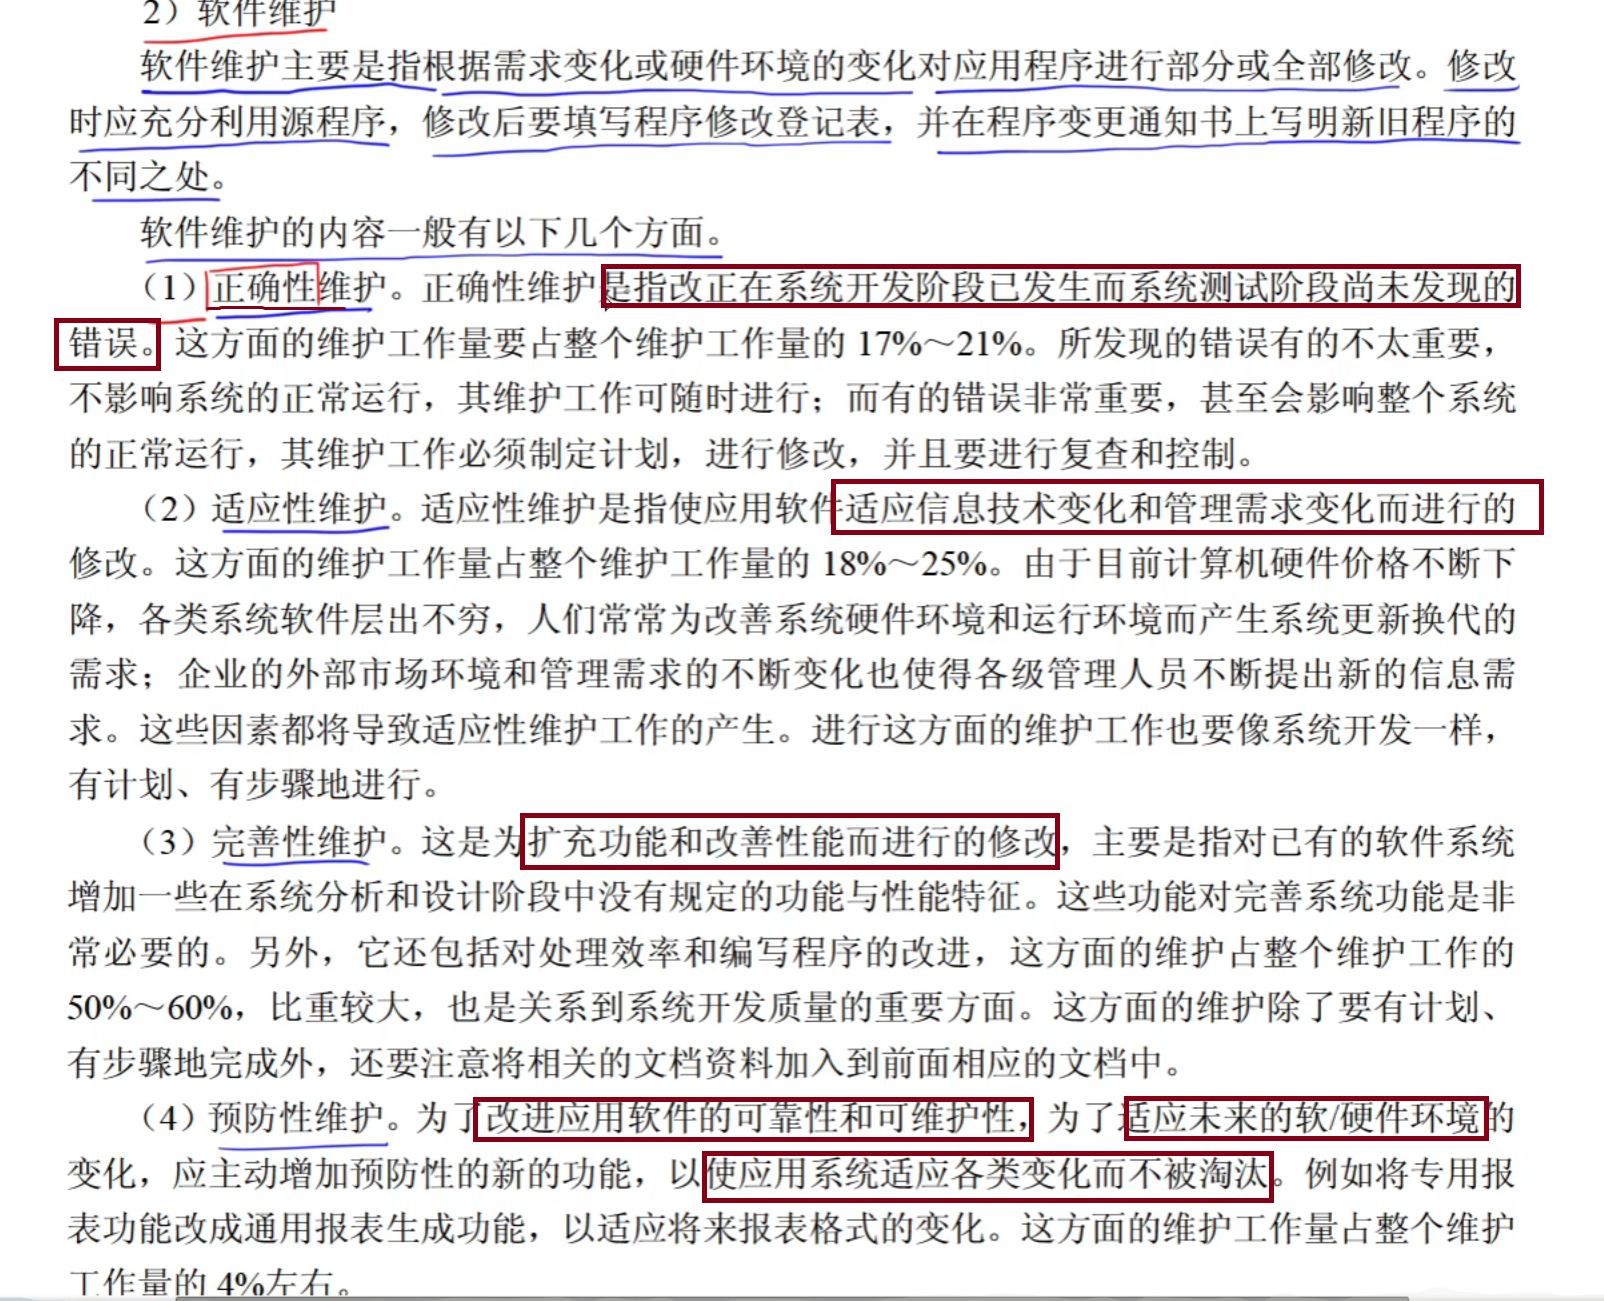 2）软件维护
软件维护主要是指根据需求变化或硬件环境的变化对应用程序进行部分或全部修改。修改
时应充分利用源程序，修改后要填写程序修改登记表，并在程序变更通知书上写明新旧程序的
不同之处。
软件维护的内容一般有以下几个方面。
（1）正确性维护。正确性维护是指改正在系统开发阶段已发生而系统测试阶段尚未发现的
错误。这方面的维护工作量要占整个维护工作量的 17%～21%。所发现的错误有的不太重要，
不影响系统的正常运行，其维护工作可随时进行；而有的错误非常重要，甚至会影响整个系统
的正常运行，其维护工作必须制定计划，进行修改，并且要进行复查和控制。
（2）适应性维护。适应性维护是指使应用软件适应信息技术变化和管理需求变化而进行的
修改。这方面的维护工作量占整个维护工作量的 18%～25%。由于目前计算机硬件价格不断下
降，各类系统软件层出不穷，人们常常为改善系统硬件环境和运行环境而产生系统更新换代的
需求；企业的外部市场环境和管理需求的不断变化也使得各级管理人员不断提出新的信息需
求。这些因素都将导致适应性维护工作的产生。进行这方面的维护工作也要像系统开发一样，
有计划、有步骤地进行。
（3）完善性维护。这是为扩充功能和改善性能而进行的修改，主要是指对已有的软件系统
增加一些在系统分析和设计阶段中没有规定的功能与性能特征。这些功能对完善系统功能是非
常必要的。另外，它还包括对处理效率和编写程序的改进，这方面的维护占整个维护工作的
50%～60%，比重较大，也是关系到系统开发质量的重要方面。这方面的维护除了要有计划、
有步骤地完成外，还要注意将相关的文档资料加入到前面相应的文档中。
（4）预防性维护。为了改进应用软件的可靠性和可维护性，为了适应未来的软/硬件环境的
变化，应主动增加预防性的新的功能，以使应用系统适应各类变化而不被淘汰。例如将专用报
表功能改成通用报表生成功能，以适应将来报表格式的变化。这方面的维护工作量占整个维护
工作量的 4%左右。